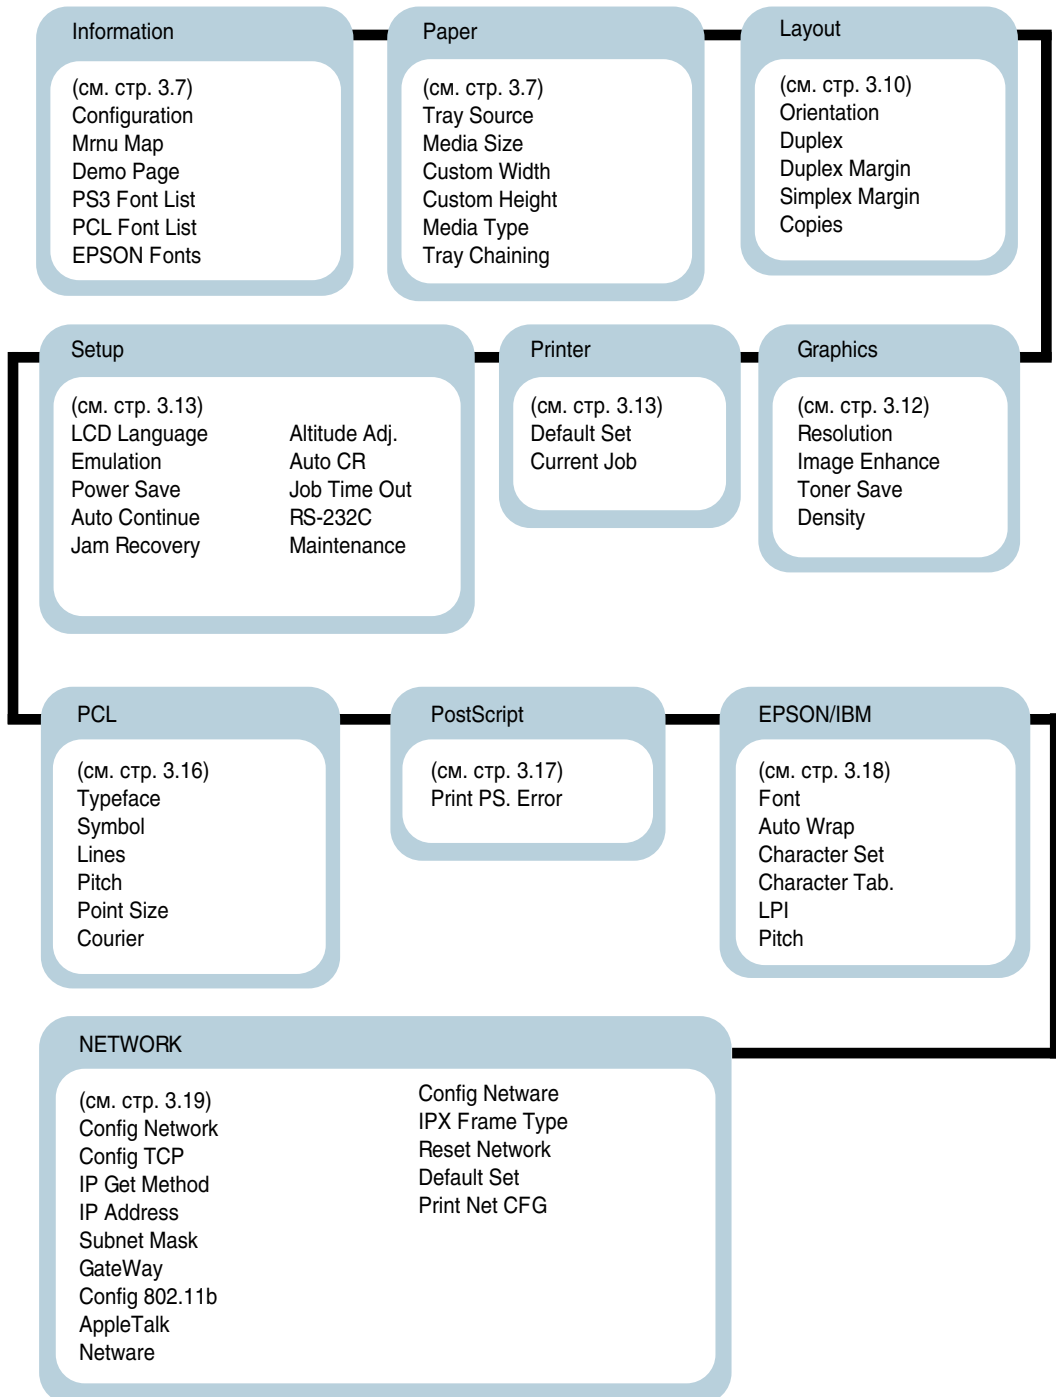 Information
(см. стр. 3.7)
Configuration
Mrnu Map
Demo Page
PS3 Font List
PCL Font List
EPSON Fonts
Paper
(см. стр. 3.7)
Tray Source
Media Size
Custom Width
Custom Height
Media Type
Tray Chaining
Layout
(см. стр. 3.10)
Orientation
Duplex
Duplex Margin
Simplex Margin
Copies
Setup
(см. стр. 3.13)
LCD Language
Emulation
Power Save
Auto Continue
Jam Recovery
Altitude Adj.
Auto CR
Job Time Out
RS-232C
Maintenance
Printer
(см. стр. 3.13)
Default Set
Current Job
Graphics
(см. стр. 3.12)
Resolution
Image Enhance
Toner Save
Density
PCL
(см. стр. 3.16)
Typeface
Symbol
Lines
Pitch
Point Size
Courier
PostScript
(см. стр. 3.17)
Print PS. Error
EPSON/IBM
(см. стр. 3.18)
Font
Auto Wrap
Character Set
Character Tab.
LPI
Pitch
NETWORK
(см. стр. 3.19)
Config Network
Config TCP
IP Get Method
IP Address
Subnet Mask
GateWay
Config 802.11b
AppleTalk
Netware
Config Netware
IPX Frame Type
Reset Network
Default Set
Print Net CFG